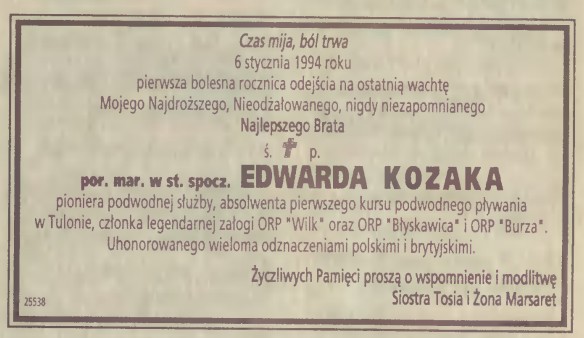 Czas mija, ból trwa
6 stycznia 1994 roku
pierwsza bolesna rocznica odejścia na ostatnią wachtę
Mojego Najdroższego, Nieodżałowanego, nigdy niezapomnianego
Najlepszego Brata
ś. ✝ p.
por. mar. w st. spocz. EDWARDA KOZAKA
pioniera podwodnej służby, absolwenta pierwszego kursu podwodnego pływania
w Tulonie, członka legendarnej załogi ORP "Wilk" oraz ORP "Błyskawica" i ORP "Burza".
Uhonorowanego wieloma odznaczeniami polskimi i brytyjskimi.
Życzliwych Pamięci proszą o wspomnienie i modlitwę
Siostra Tosia i Żona Marsaret
25538